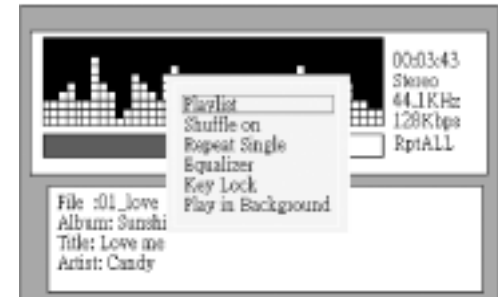 00:03:43
Stereo
44.1KHz
128Kbps
RptALL
Playlist
Shuffle on
Repeat Single
Equalizer
Key Lock
Play in Background
File :01_love
Album: Sunshi
Title: Love me
Artist: Candy